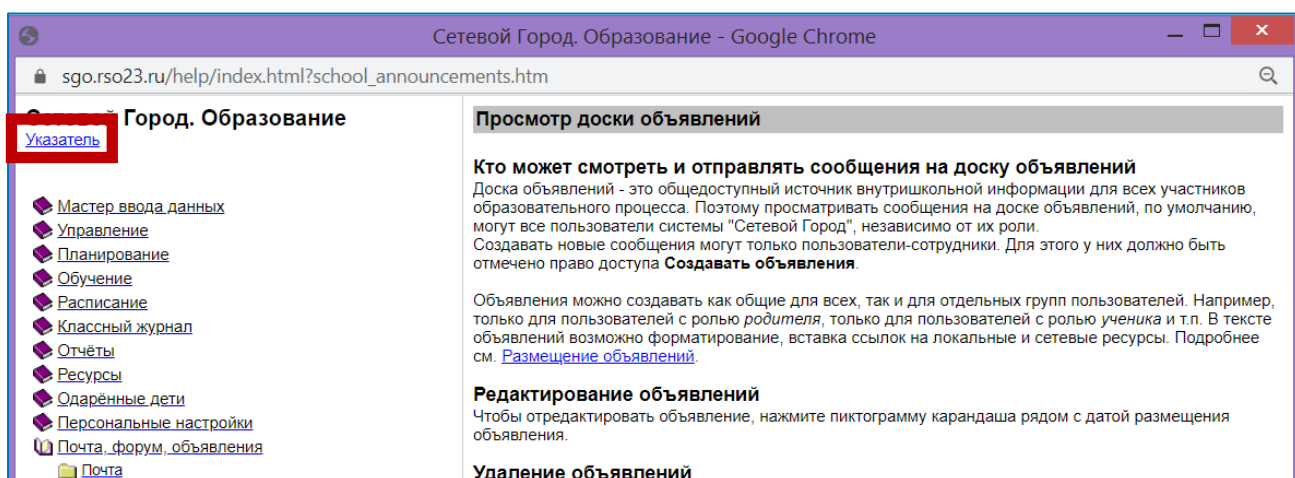 Сетевой Город. Образование - Google Chrome
sgo.rso23.ru/help/index.html?school_announcements.htm
Сетевой Город. Образование
Указатель
Мастер ввода данных
Управление
Планирование
Обучение
Расписание
Классный журнал
Отчёты
Ресурсы
Одарённые дети
Персональные настройки
Почта, форум, объявления
Почта
Просмотр доски объявлений
Кто может смотреть и отправлять сообщения на доску объявлений
Доска объявлений - это общедоступный источник внутришкольной информации для всех участников
образовательного процесса. Поэтому просматривать сообщения на доске объявлений, по умолчанию,
могут все пользователи системы "Сетевой Город", независимо от их роли.
Создавать новые сообщения могут только пользователи-сотрудники. Для этого у них должно быть
отмечено право доступа Создавать объявления.
Объявления можно создавать как общие для всех, так и для отдельных групп пользователей. Например,
только для пользователей с ролью родителя, только для пользователей с ролью ученика и т.п. В тексте
объявлений возможно форматирование, вставка ссылок на локальные и сетевые ресурсы. Подробнее
см. Размещение объявлений.
Редактирование объявлений
Чтобы отредактировать объявление, нажмите пиктограмму карандаша рядом с датой размещения
объявления.
Удаление объявлений